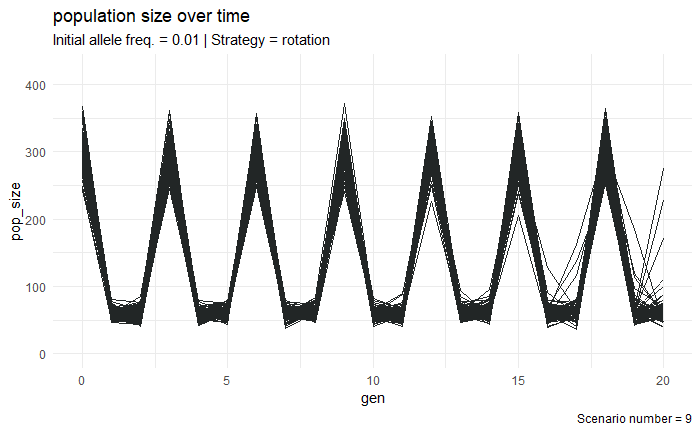 population size over time
Initial allele freq. = 0.01 | Strategy = rotation
400
300
200
100
0
pop_size
0 5 10 15 20
gen
Scenario number = 9